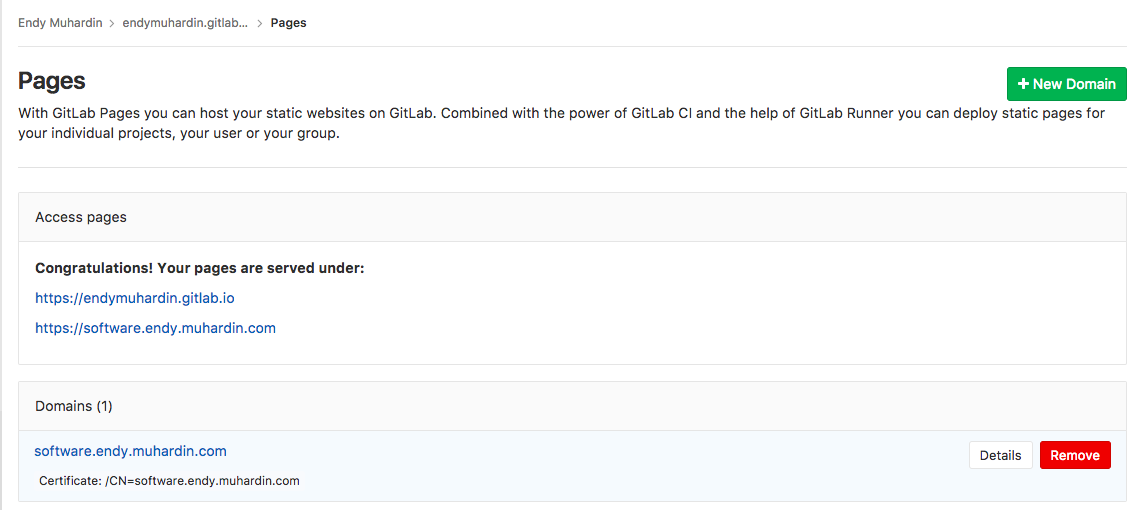 Endy Muhardin > endymuhardin.gitlab... > Pages
Pages
+ New Domain
With GitLab Pages you can host your static websites on GitLab. Combined with the power of GitLab CI and the help of GitLab Runner you can deploy static pages for
your individual projects, your user or your group.
Access pages
Congratulations! Your pages are served under:
https://endymuhardin.gitlab.io
https://software.endy.muhardin.com
Domains (1)
software.endy.muhardin.com
Details
Remove
Certificate: /CN=software.endy.muhardin.com